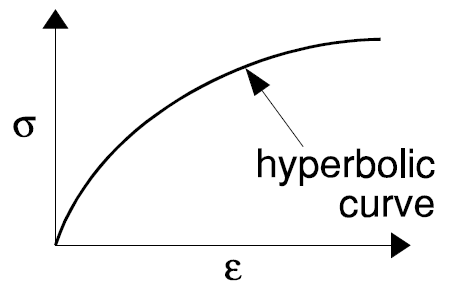 σ
hyperbolic
curve
ε